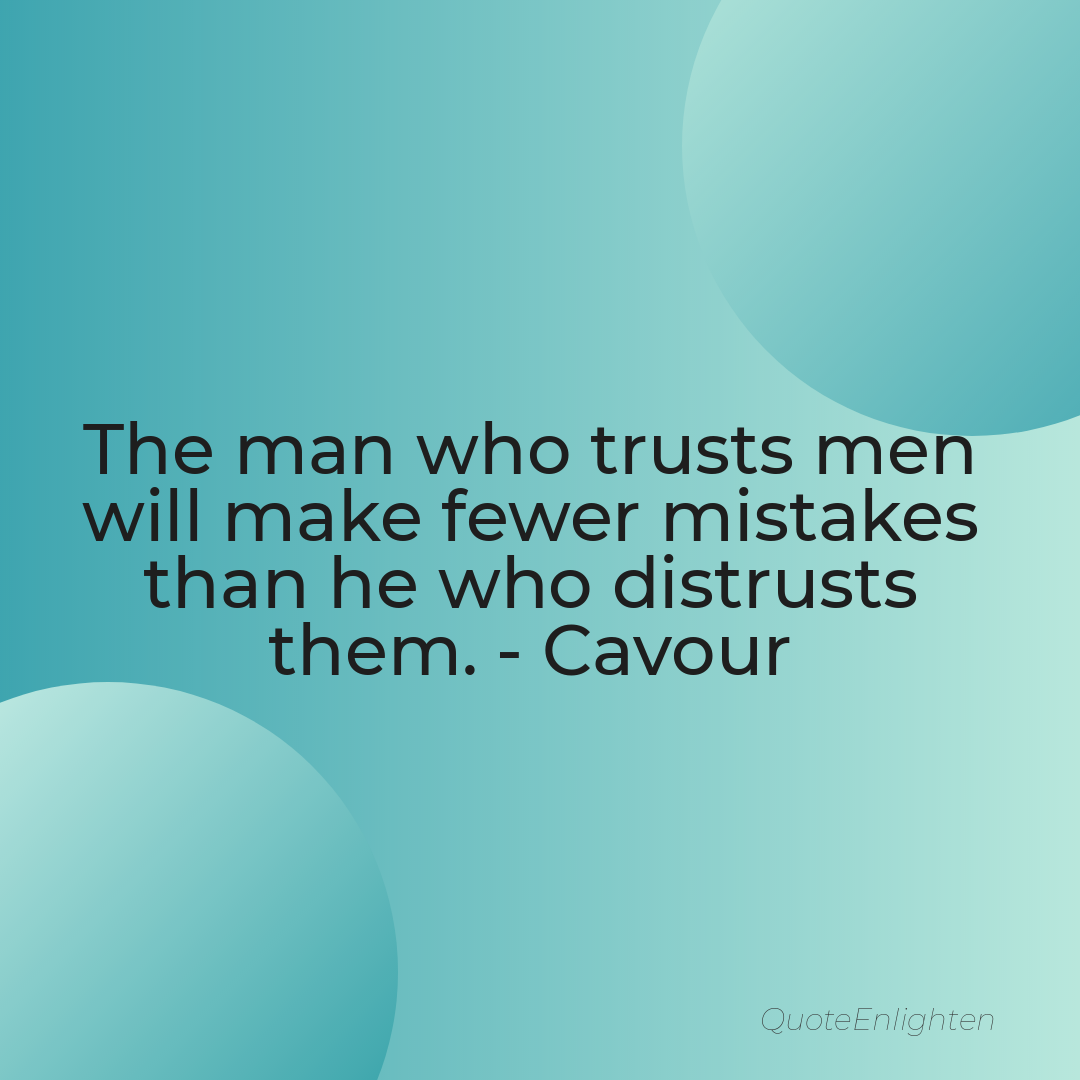 The man who trusts men
will make fewer mistakes
than he who distrusts
them. - Cavour
QuoteEnlighten